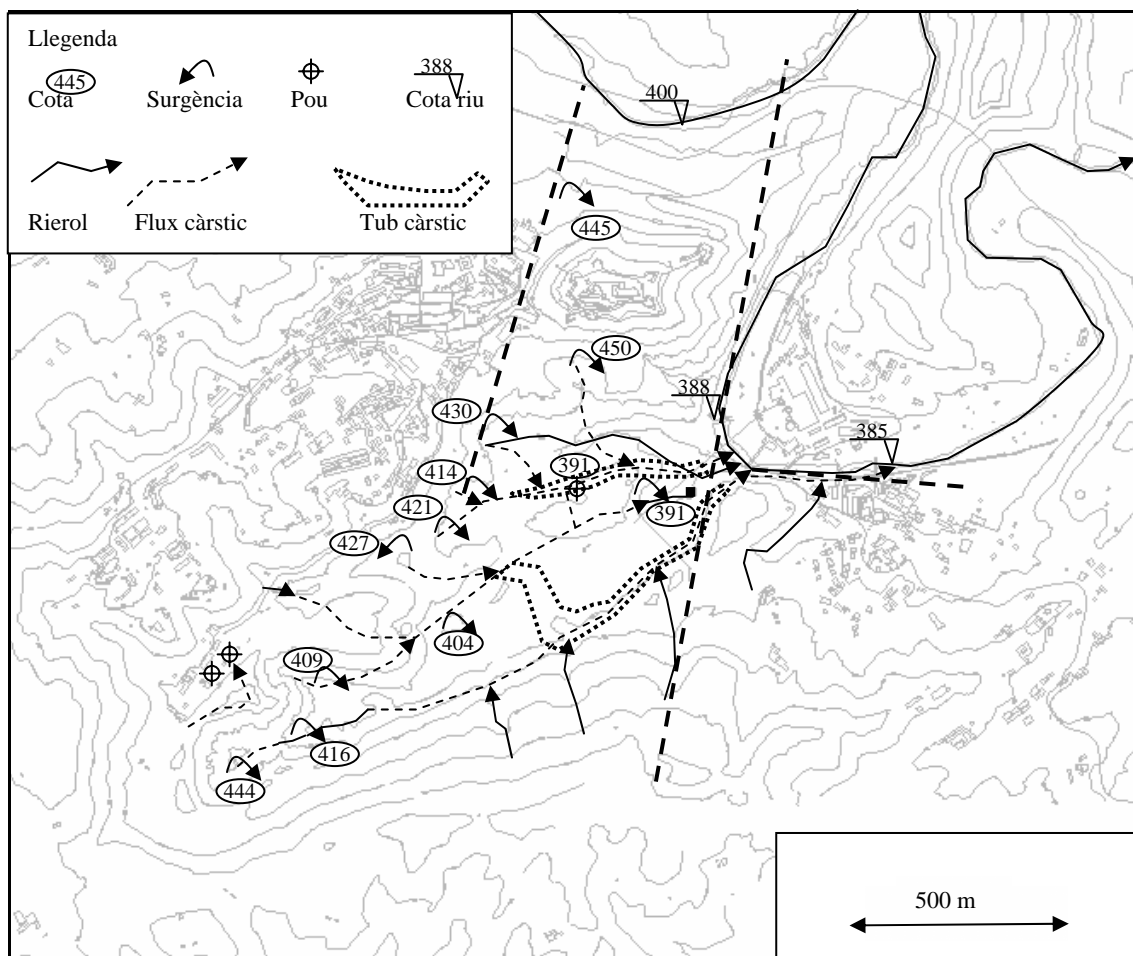 Llegenda
445
388
Cota
Surgència
Pou
Cota riu
Rierol
Flux càrstic
Tub càrstic
400
445
450
388
430
385
414
391
421
391
427
404
409
416
444
500 m